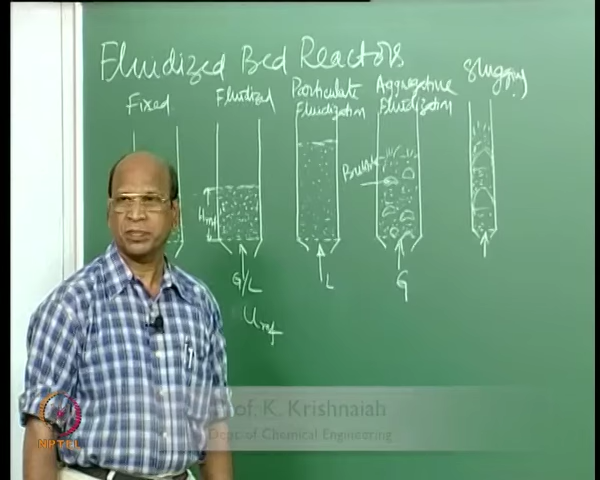 Fluidized Bed Reactors
Fixed
Fluidized
Particulate
Fluidization
Aggregative
Fluidization
Slugging
Bubble
Hmf
G/L
L
G
Umf
Prof. K. Krishnaiah
Dept. of Chemical Engineering
NPTEL